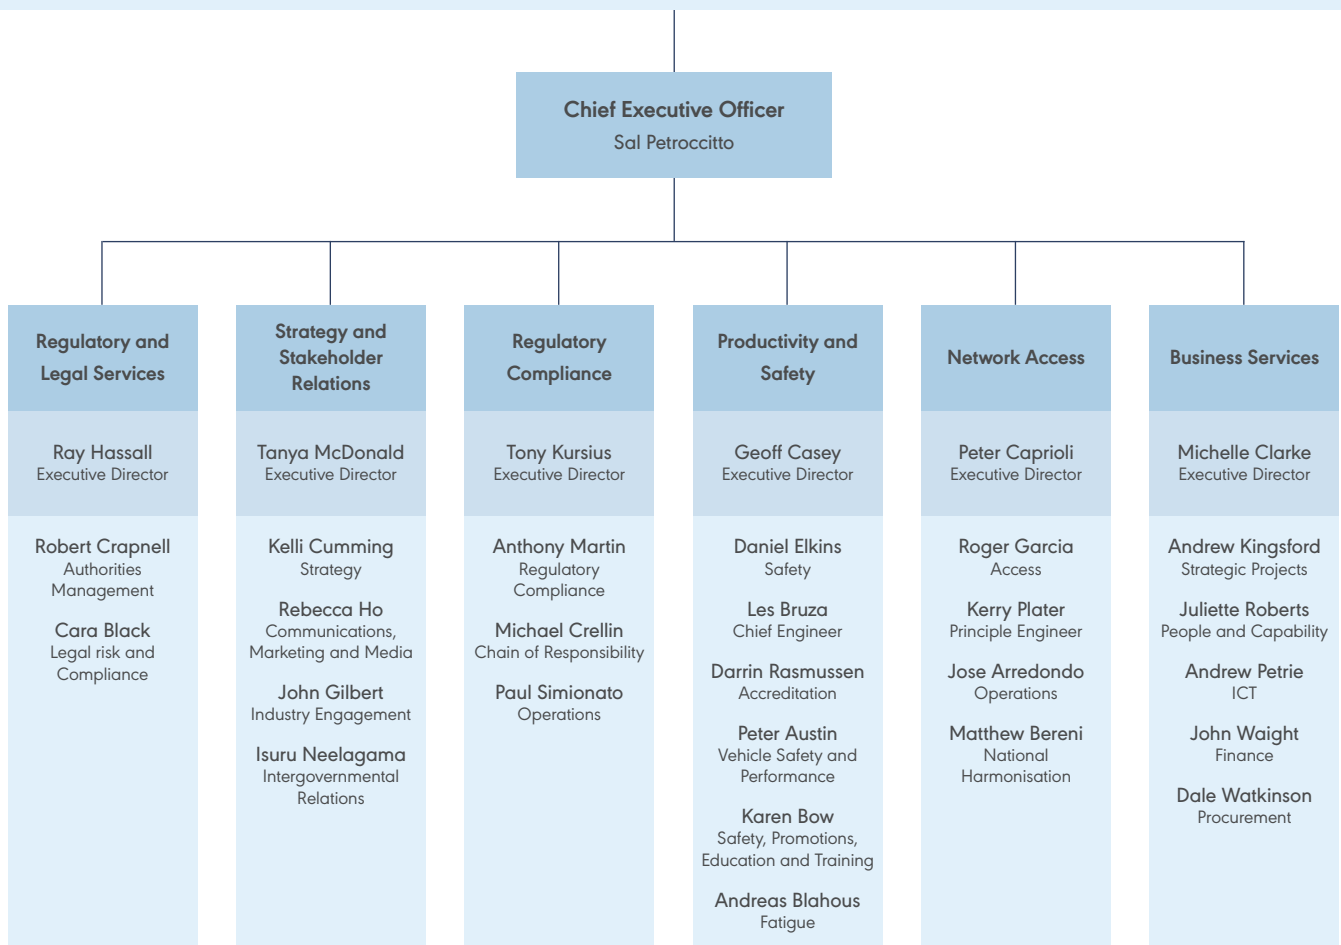 Chief Executive Officer
Sal Petroccitto
Regulatory and
Legal Services
Ray Hassall
Executive Director
Robert Crapnell
Authorities
Management
Cara Black
Legal risk and
Compliance
Strategy and
Stakeholder
Relations
Tanya McDonald
Executive Director
Kelli Cumming
Strategy
Rebecca Ho
Communications,
Marketing and Media
John Gilbert
Industry Engagement
Isuru Neelagama
Intergovernmental
Relations
Regulatory
Compliance
Tony Kursius
Executive Director
Anthony Martin
Regulatory
Compliance
Michael Crellin
Chain of Responsibility
Paul Simionato
Operations
Productivity and
Safety
Geoff Casey
Executive Director
Daniel Elkins
Safety
Les Bruza
Chief Engineer
Darrin Rasmussen
Accreditation
Peter Austin
Vehicle Safety and
Performance
Karen Bow
Safety, Promotions,
Education and Training
Andreas Blahous
Fatigue
Network Access
Peter Caprioli
Executive Director
Roger Garcia
Access
Kerry Plater
Principle Engineer
Jose Arredondo
Operations
Matthew Bereni
National
Harmonisation
Business Services
Michelle Clarke
Executive Director
Andrew Kingsford
Strategic Projects
Juliette Roberts
People and Capability
Andrew Petrie
ICT
John Waight
Finance
Dale Watkinson
Procurement